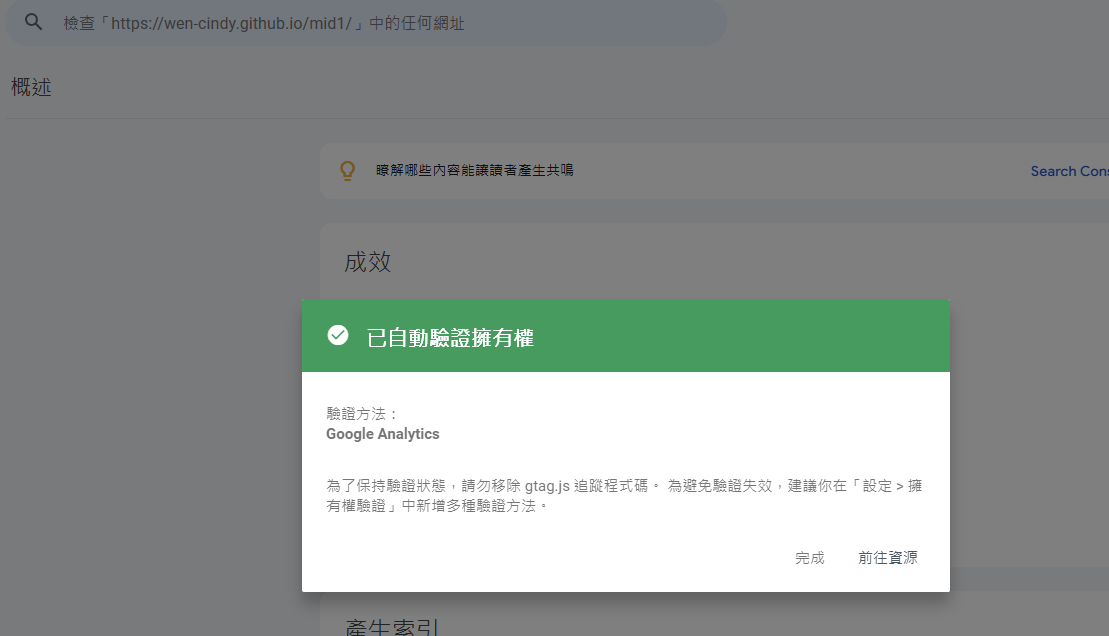 檢查「https://wen-cindy.github.io/mid1/」中的任何網址
概述
瞭解哪些內容能讓讀者產生共鳴
Search Cons
成效
已自動驗證擁有權
驗證方法：
Google Analytics
為了保持驗證狀態，請勿移除 gtag.js 追蹤程式碼。 為避免驗證失效，建議你在「設定 > 擁
有權驗證」中新增多種驗證方法。
完成
前往資源
產生索引